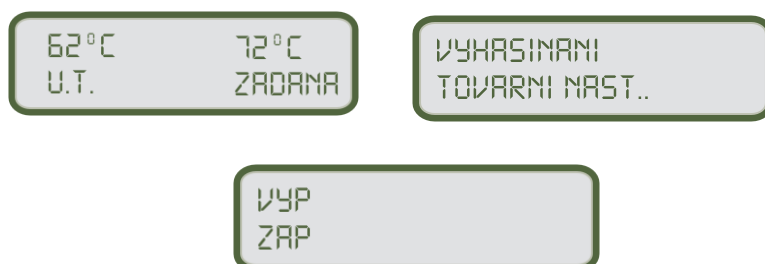 62°C 72°C
U.T. ZADANA
VYHASINANI
TOVARNI NAST..
VYP
ZAP